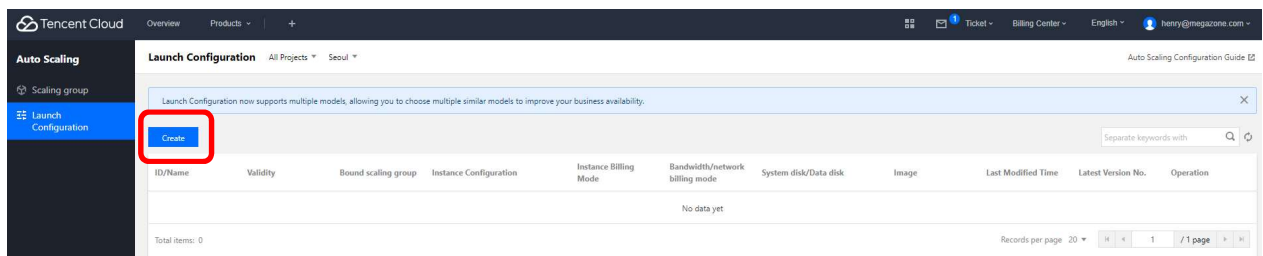 Tencent Cloud Overview Products + 1 Ticket Billing Center English henry@megazone.com
Auto Scaling
Launch Configuration All Projects Seoul Auto Scaling Configuration Guide
Scaling group
Launch Configuration now supports multiple models, allowing you to choose multiple similar models to improve your business availability.
Launch
Configuration
Create Separate keywords with
ID/Name Validity Bound scaling group Instance Configuration Instance Billing Mode Bandwidth/network billing mode System disk/Data disk Image Last Modified Time Latest Version No. Operation
No data yet
Total items: 0 Records per page 20 1 / 1 page